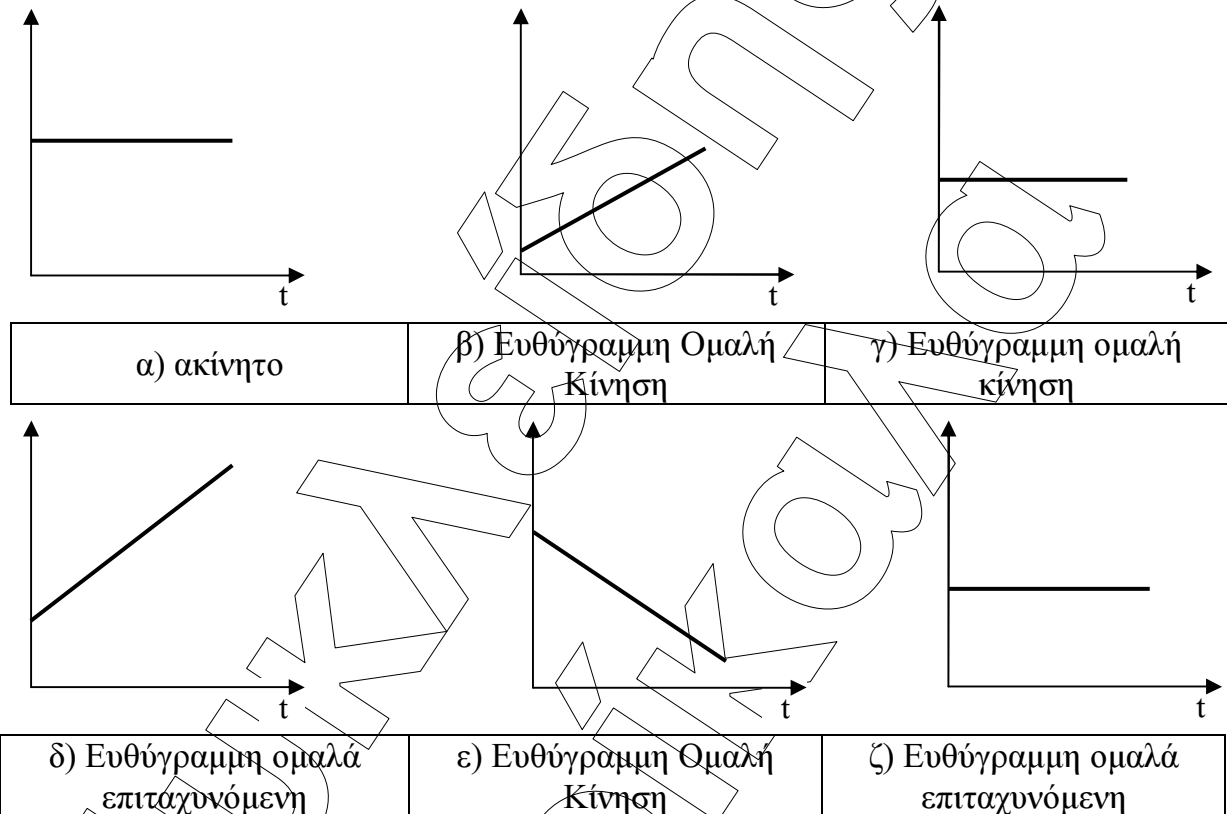 t
t
t
α) ακίνητο
β) Ευθύγραμμη Ομαλή
Κίνηση
γ) Ευθύγραμμη ομαλή
κίνηση
t
t
t
δ) Ευθύγραμμη ομαλά
επιταχυνόμενη
ε) Ευθύγραμμη Ομαλή
Κίνηση
ζ) Ευθύγραμμη ομαλά
επιταχυνόμενη